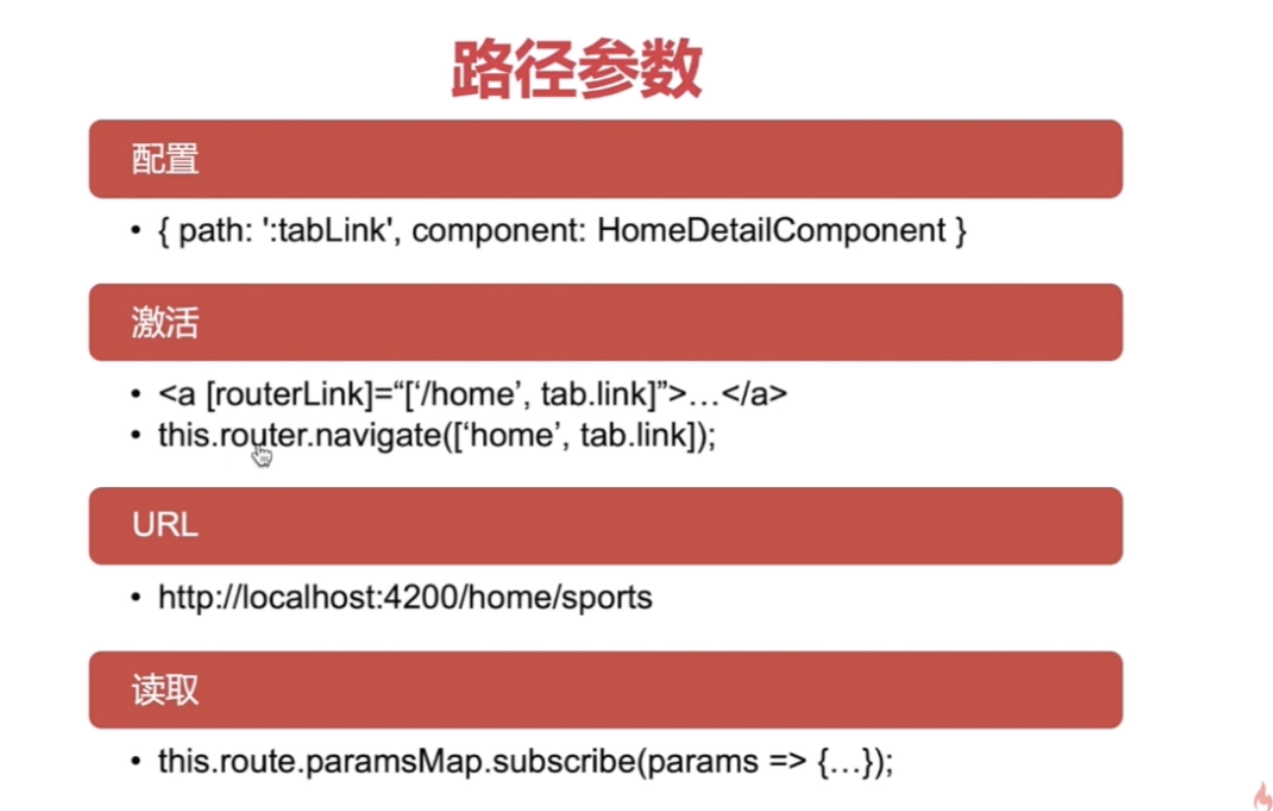 路径参数
配置
• { path: ':tabLink', component: HomeDetailComponent }
激活
• <a [routerLink]=“[‘/home’, tab.link]”>…</a>
• this.router.navigate([‘home’, tab.link]);
URL
• http://localhost:4200/home/sports
读取
• this.route.paramsMap.subscribe(params => {…});